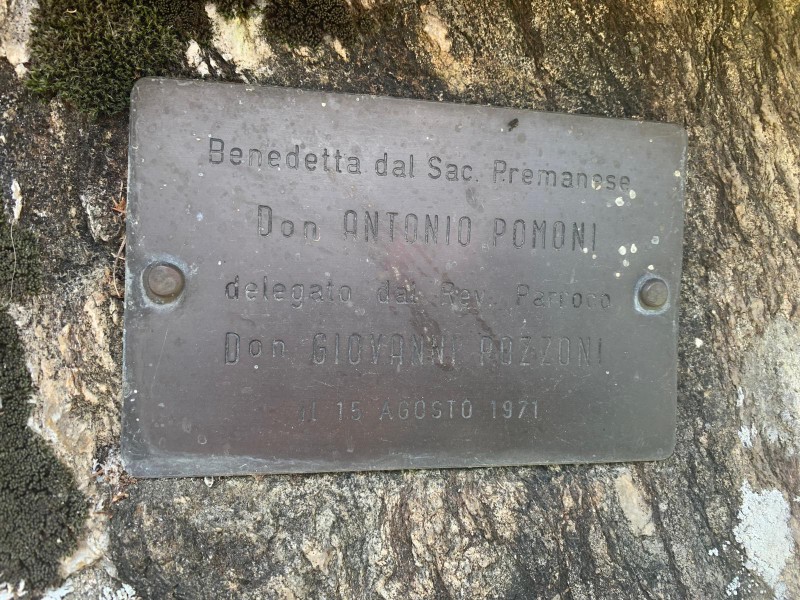 Benedetta dal Sac. Premanese
Don ANTONIO POMONI
delegato dal Rev. Parroco
Don GIOVANNI POZZONI
il 15 AGOSTO 1971